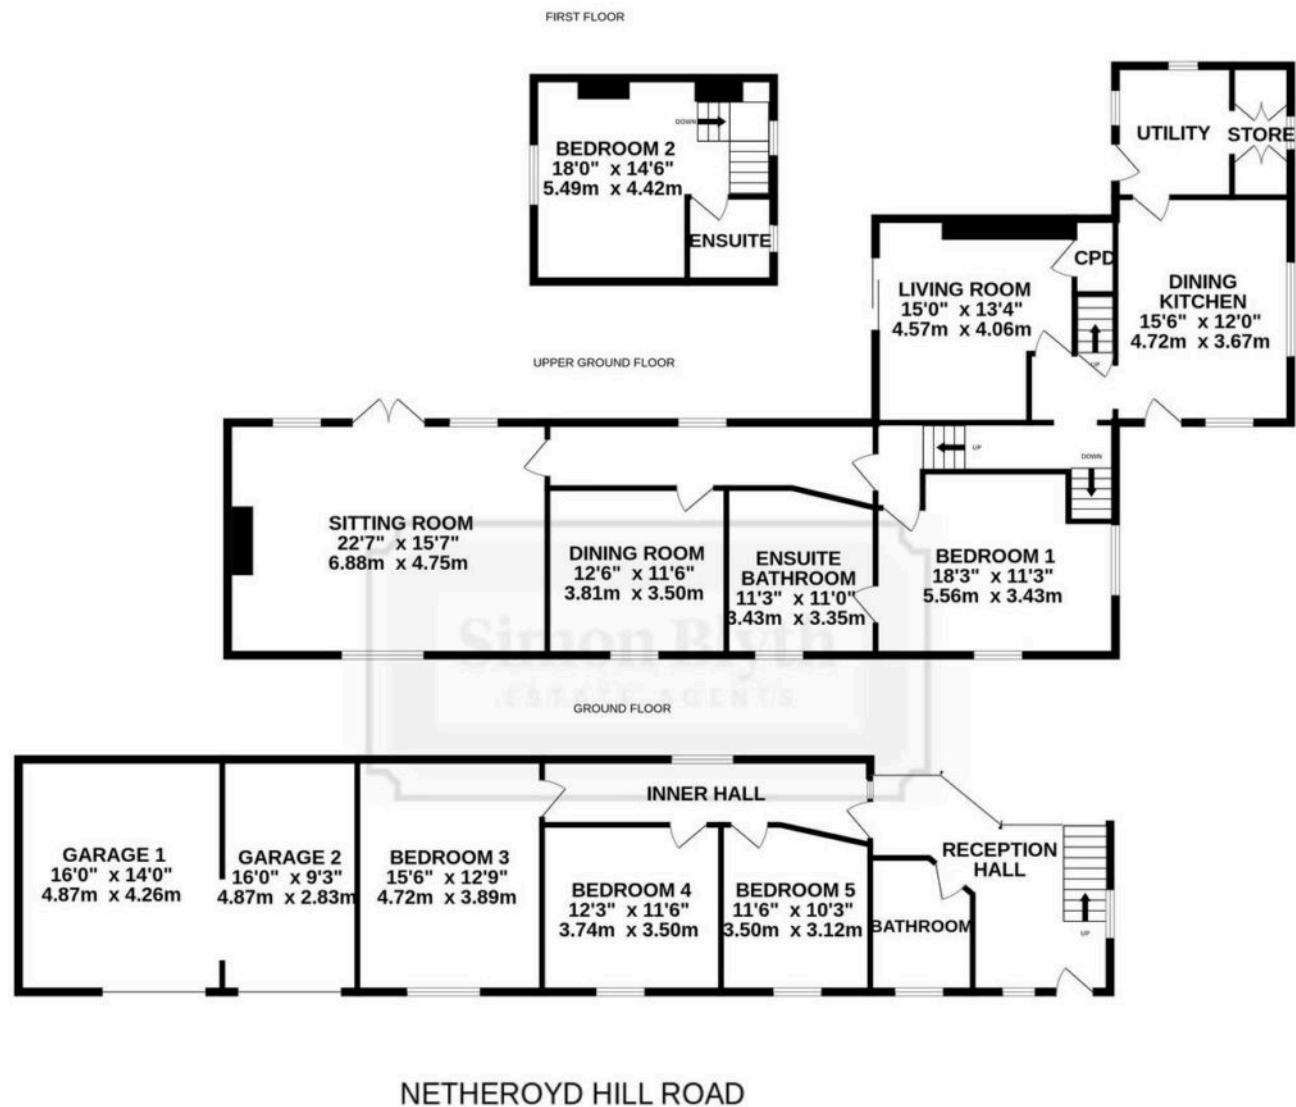 FIRST FLOOR
BEDROOM 2
18'0" x 14'6"
5.49m x 4.42m
DOWN
ENSUITE
UTILITY
STORE
CPD
LIVING ROOM
15'0" x 13'4"
4.57m x 4.06m
UP
DINING
KITCHEN
15'6" x 12'0"
4.72m x 3.67m
UPPER GROUND FLOOR
SITTING ROOM
22'7" x 15'7"
6.88m x 4.75m
DINING ROOM
12'6" x 11'6"
3.81m x 3.50m
ENSUITE
BATHROOM
11'3" x 11'0"
3.43m x 3.35m
UP
DOWN
BEDROOM 1
18'3" x 11'3"
5.56m x 3.43m
Simon Blyth
ESTATE AGENTS
GROUND FLOOR
GARAGE 1
16'0" x 14'0"
4.87m x 4.26m
GARAGE 2
16'0" x 9'3"
4.87m x 2.83m
BEDROOM 3
15'6" x 12'9"
4.72m x 3.89m
INNER HALL
BEDROOM 4
12'3" x 11'6"
3.74m x 3.50m
BEDROOM 5
11'6" x 10'3"
3.50m x 3.12m
BATHROOM
RECEPTION
HALL
UP
NETHEROYD HILL ROAD